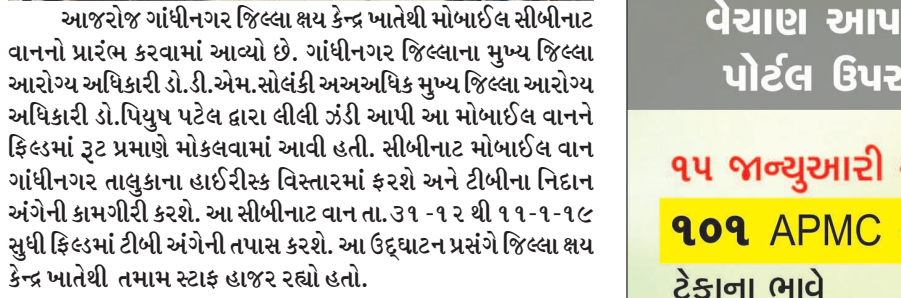 આજરોજ ગાંધીનગર જિલ્લા ક્ષય કેન્દ્ર ખાતેથી મોબાઈલ સીબીનાટ
વાનનો પ્રારંભ કરવામાં આવ્યો છે. ગાંધીનગર જિલ્લાના મુખ્ય જિલ્લા
આરોગ્ય અધિકારી ડો.ડી.એમ.સોલંકી અઅઅધિક મુખ્ય જિલ્લા આરોગ્ય
અધિકારી ડો.પિયુષ પટેલ દ્વારા લીલી ઝંડી આપી આ મોબાઈલ વાનને
ફિલ્ડમાં રૂટ પ્રમાણે મોકલવામાં આવી હતી. સીબીનાટ મોબાઈલ વાન
ગાંધીનગર તાલુકાના હાઈરીસ્ક વિસ્તારમાં ફરશે અને ટીબીના નિદાન
અંગેની કામગીરી કરશે. આ સીબીનાટ વાન તા.૩૧ -૧૨ થી ૧૧-૧-૧૯
સુધી ફિલ્ડમાં ટીબી અંગેની તપાસ કરશે. આ ઉદ્ઘાટન પ્રસંગે જિલ્લા ક્ષય
કેન્દ્ર ખાતેથી તમામ સ્ટાફ હાજર રહ્યો હતો.
વેચાણ આપ
પોર્ટલ ઉપર
૧૫ જાન્યુઆરી
૧૦૧ APMC
ટેકાના ભાવે